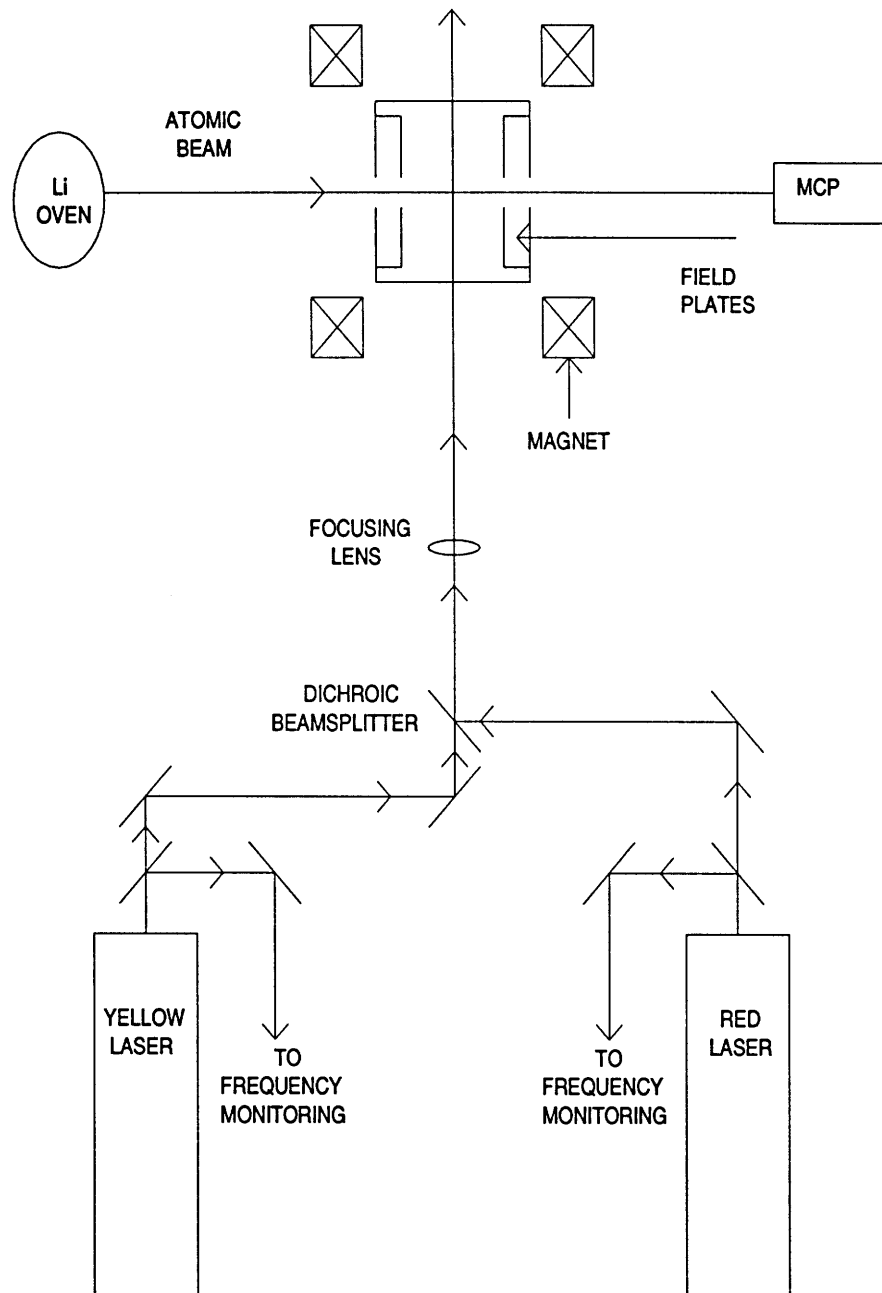 ATOMIC
BEAM
Li
OVEN
MCP
FIELD
PLATES
MAGNET
FOCUSING
LENS
DICHROIC
BEAMSPLITTER
YELLOW
LASER
TO
FREQUENCY
MONITORING
TO
FREQUENCY
MONITORING
RED
LASER